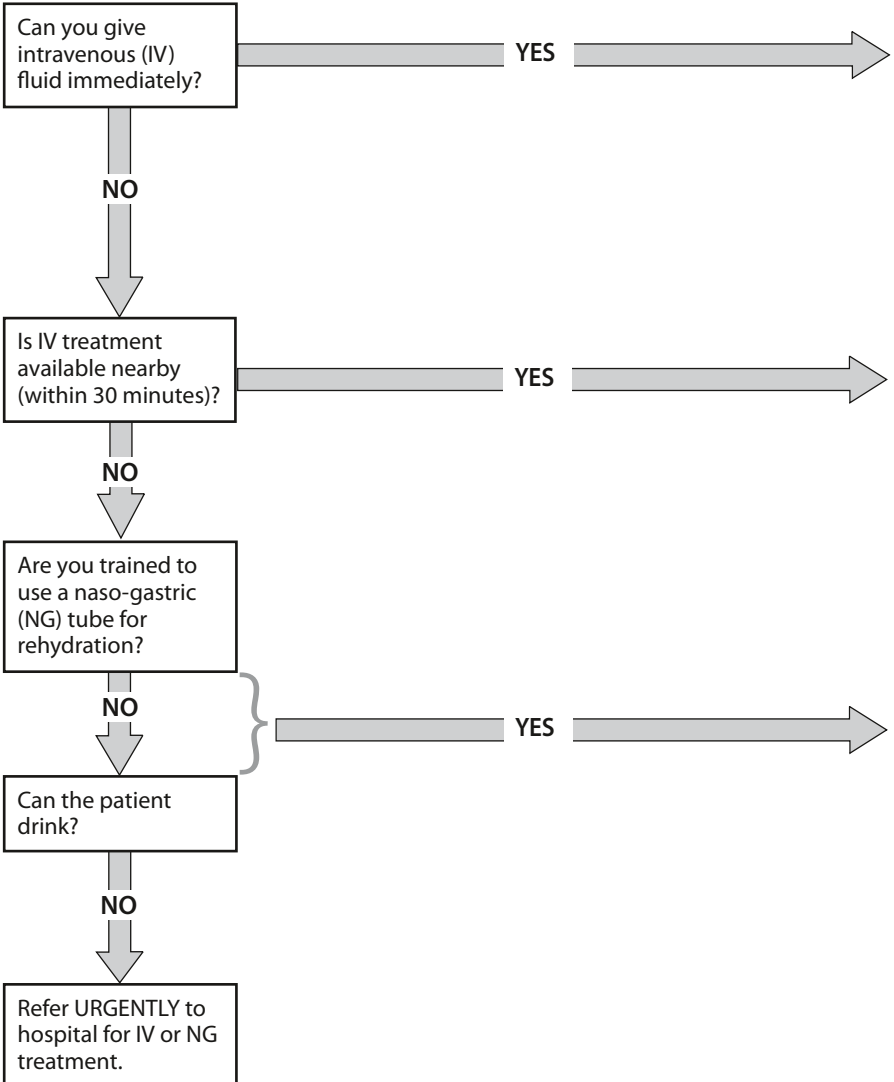 Can you give
intravenous (IV)
fluid immediately?
YES
NO
Is IV treatment
available nearby
(within 30 minutes)?
YES
NO
Are you trained to
use a naso-gastric
(NG) tube for
rehydration?
NO
YES
Can the patient
drink?
NO
Refer URGENTLY to
hospital for IV or NG
treatment.